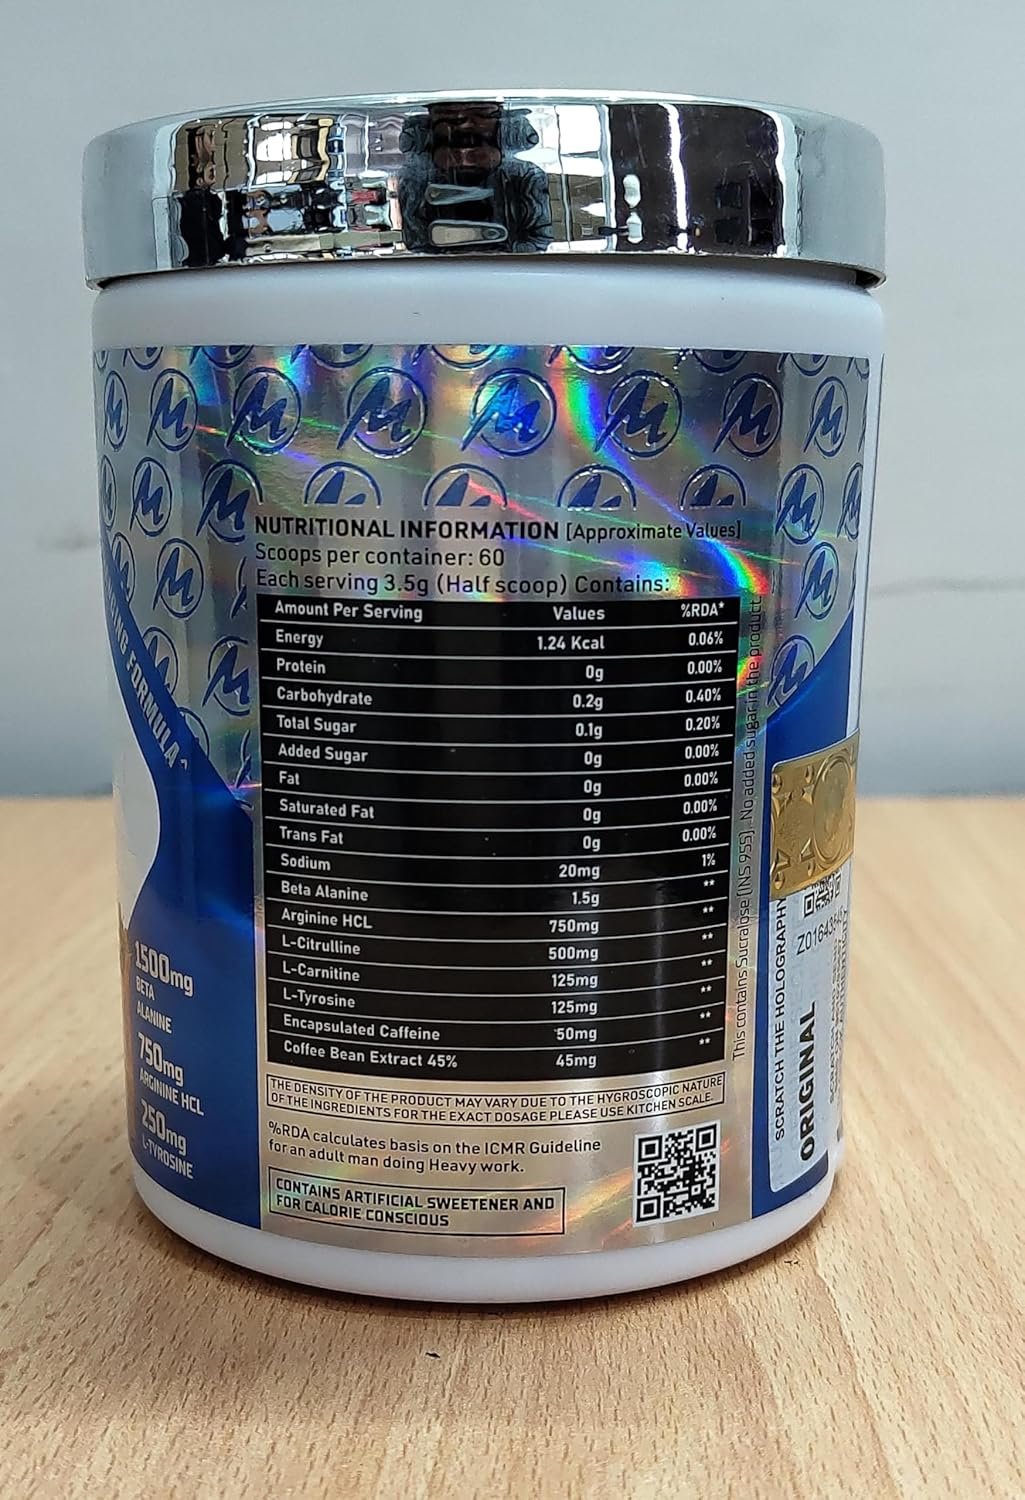 NUTRITIONAL INFORMATION [Approximate Values]
Scoops per container: 60
Each serving 3.5g (Half scoop) Contains:
Amount Per Serving Values %RDA*
Energy 1.24 Kcal 0.06%
Protein 0g 0.00%
Carbohydrate 0.2g 0.40%
Total Sugar 0.1g 0.20%
Added Sugar 0g 0.00%
Fat 0g 0.00%
Saturated Fat 0g 0.00%
Trans Fat 0g 0.00%
Sodium 20mg 1%
Beta Alanine 1.5g **
Arginine HCL 750mg **
L-Citrulline 500mg **
L-Carnitine 125mg **
L-Tyrosine 125mg **
Encapsulated Caffeine 50mg **
Coffee Bean Extract 45% 45mg **
THE DENSITY OF THE PRODUCT MAY VARY DUE TO THE HYGROSCOPIC NATURE
OF THE INGREDIENTS FOR THE EXACT DOSAGE PLEASE USE KITCHEN SCALE.
%RDA calculates basis on the ICMR Guideline
for an adult man doing Heavy work.
CONTAINS ARTIFICIAL SWEETENER AND
FOR CALORIE CONSCIOUS
This contains Sucralose [INS 955]. No added sugar in the product.
FORMULA
1500mg
BETA
ALANINE
750mg
ARGININE HCL
250mg
L-TYROSINE
SCRATCH THE HOLOGRAPHY
ORIGINAL